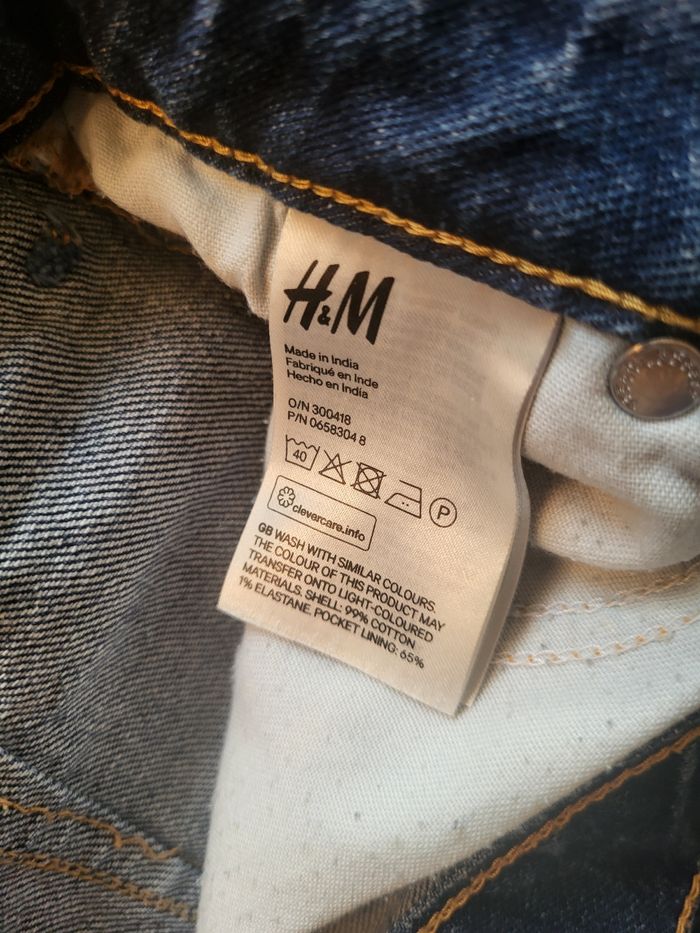 H&M
Made in India
Fabriqué en Inde
Hecho en India
O/N 300418
P/N 0658304 8
40
P
clevercare.info
GB WASH WITH SIMILAR COLOURS.
THE COLOUR OF THIS PRODUCT MAY
TRANSFER ONTO LIGHT-COLOURED
MATERIALS. SHELL: 99% COTTON
1% ELASTANE. POCKET LINING: 65%